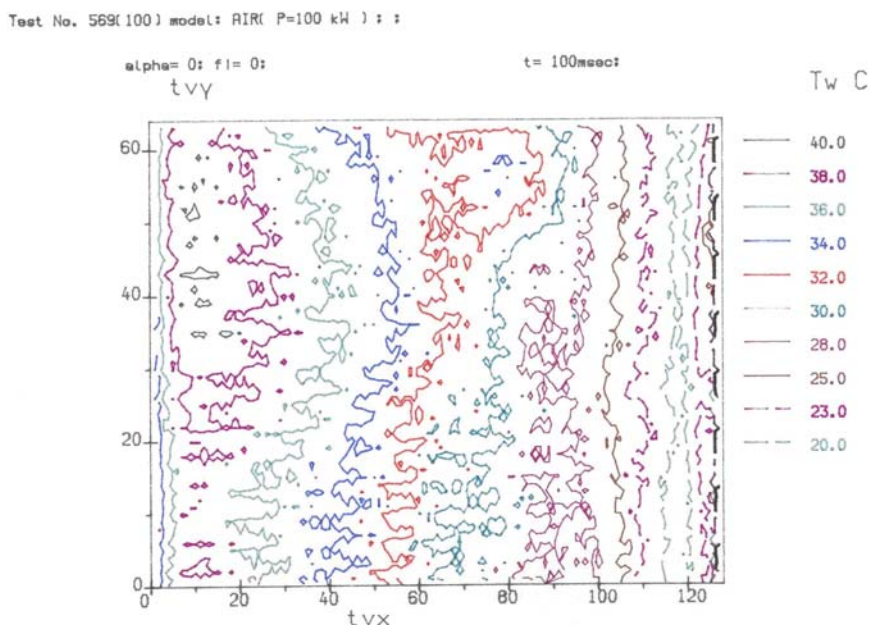 Test No. 569(100) model: AIR( P=100 kW ) ; ;
alpha= 0; fi= 0; t= 100msec;
tvy
Tw C
60
40
20
0
40.0
38.0
36.0
34.0
32.0
30.0
28.0
25.0
23.0
20.0
0 20 40 60 80 100 120
tvx